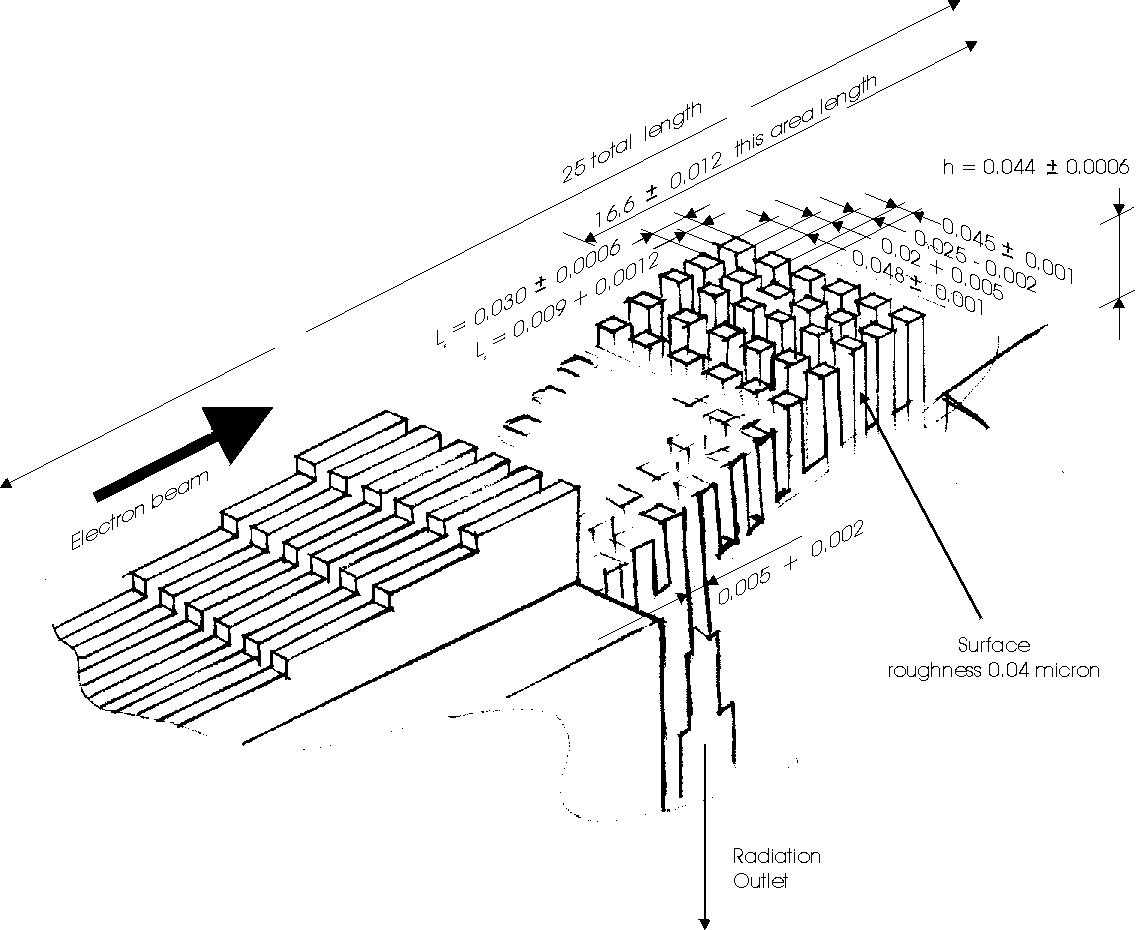 25 total length
16.6 ± 0.012 this area length
h = 0.044 ± 0.0006
L = 0.030 ± 0.0006
L = 0.009 + 0.0012
0.045 ± 0.001
0.025 - 0.002
0.02 + 0.005
0.048 ± 0.001
Electron beam
0.005 + 0.002
Surface
roughness 0.04 micron
Radiation
Outlet